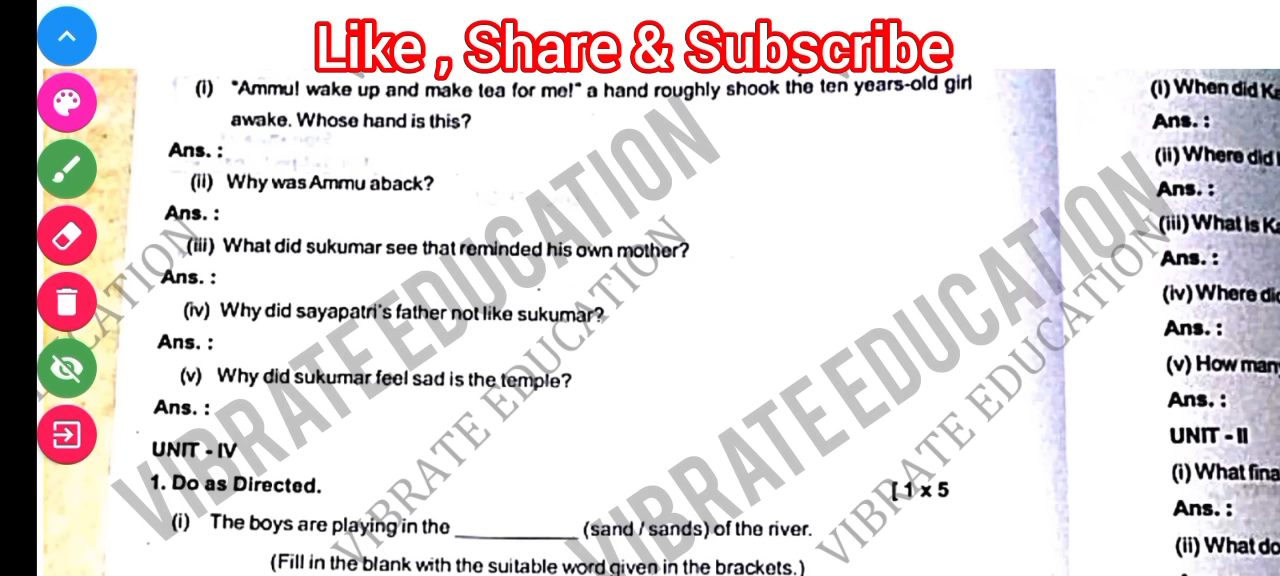 Like , Share & Subscribe
(i) "Ammu! wake up and make tea for me!" a hand roughly shook the ten years-old girl
awake. Whose hand is this?
Ans. :
(ii) Why was Ammu aback?
Ans. :
(iii) What did sukumar see that reminded his own mother?
Ans. :
(iv) Why did sayapatri's father not like sukumar?
Ans. :
(v) Why did sukumar feel sad is the temple?
Ans. :
UNIT - IV
1. Do as Directed.
[ 1 x 5
(i) The boys are playing in the __________ (sand / sands) of the river.
(Fill in the blank with the suitable word given in the brackets.)
(i) When did
Ans. :
(ii) Where did
Ans. :
(iii) What is
Ans. :
(iv) Where
Ans. :
(v) How many
Ans. :
UNIT - II
(i) What
Ans. :
(ii) What do
VIBRATE EDUCATION
VIBRATE EDUCATION
VIBRATE EDUCATION
VIBRATE EDUCATION